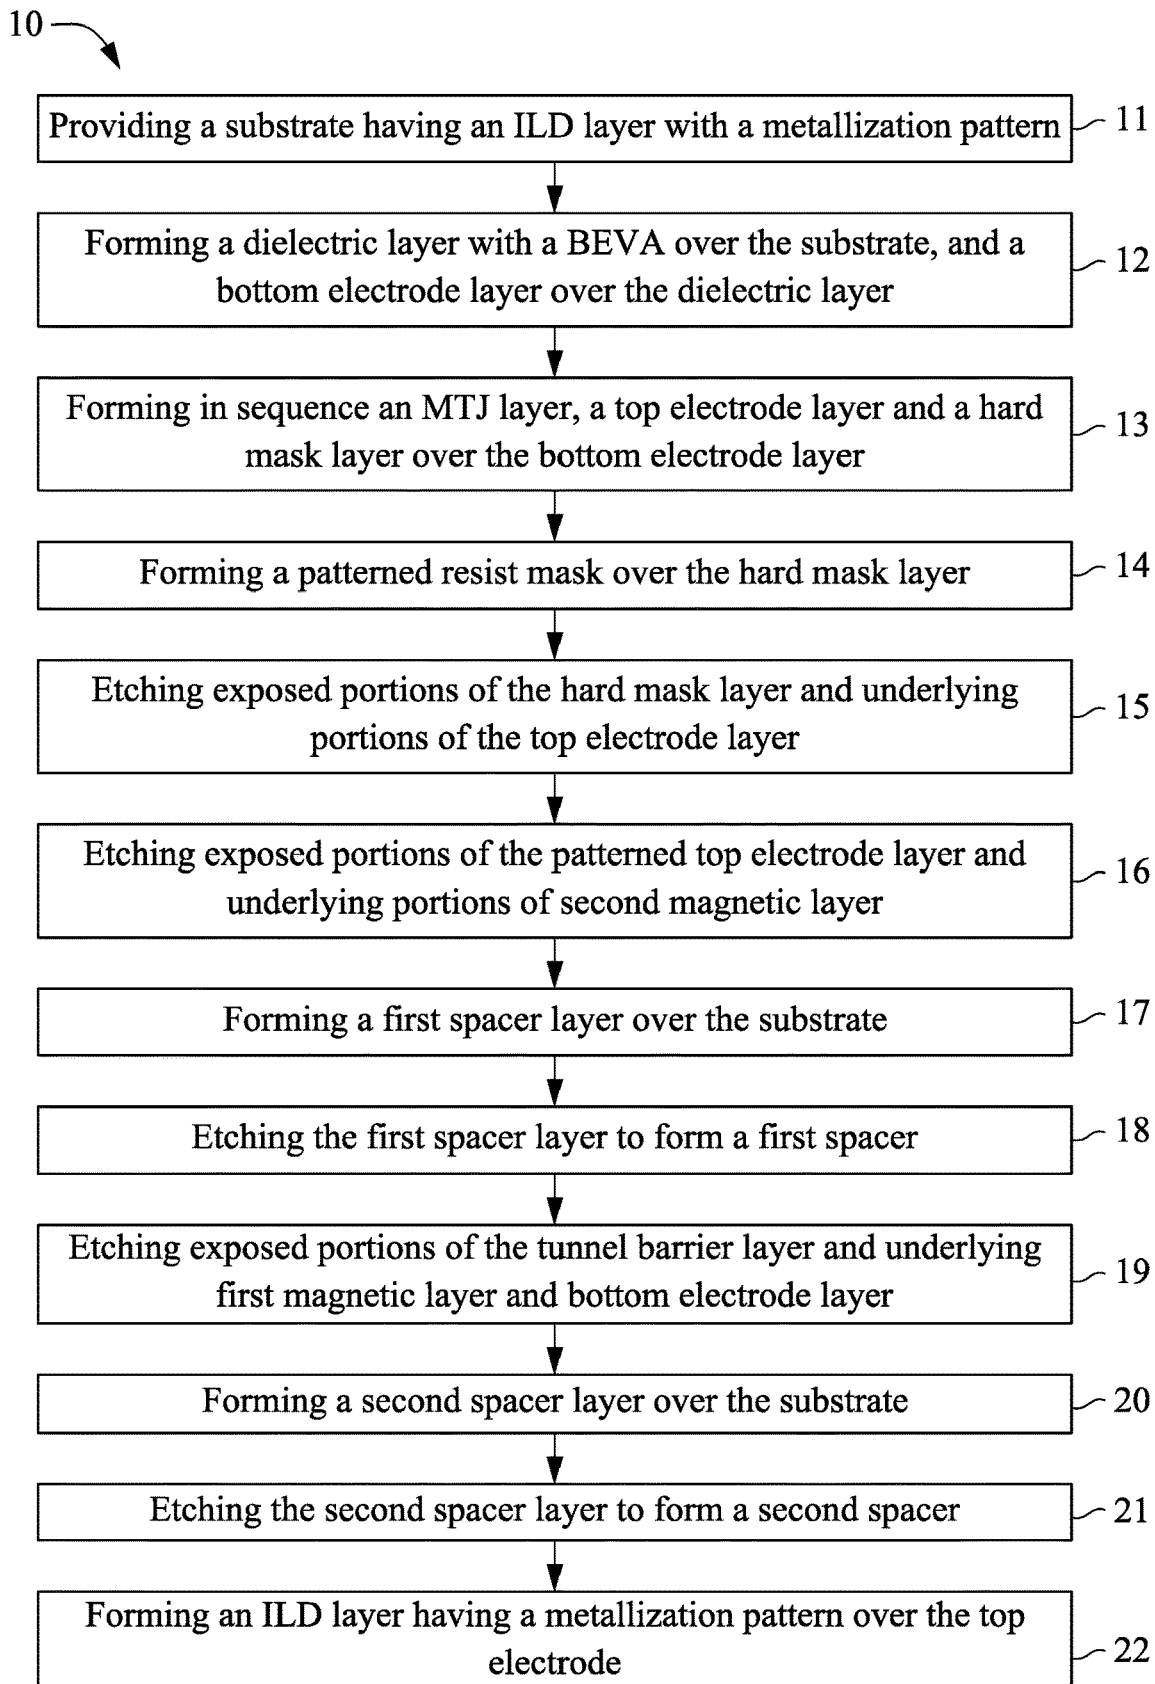 10
Providing a substrate having an ILD layer with a metallization pattern
11
Forming a dielectric layer with a BEVA over the substrate, and a
bottom electrode layer over the dielectric layer
12
Forming in sequence an MTJ layer, a top electrode layer and a hard
mask layer over the bottom electrode layer
13
Forming a patterned resist mask over the hard mask layer
14
Etching exposed portions of the hard mask layer and underlying
portions of the top electrode layer
15
Etching exposed portions of the patterned top electrode layer and
underlying portions of second magnetic layer
16
Forming a first spacer layer over the substrate
17
Etching the first spacer layer to form a first spacer
18
Etching exposed portions of the tunnel barrier layer and underlying
first magnetic layer and bottom electrode layer
19
Forming a second spacer layer over the substrate
20
Etching the second spacer layer to form a second spacer
21
Forming an ILD layer having a metallization pattern over the top
electrode
22